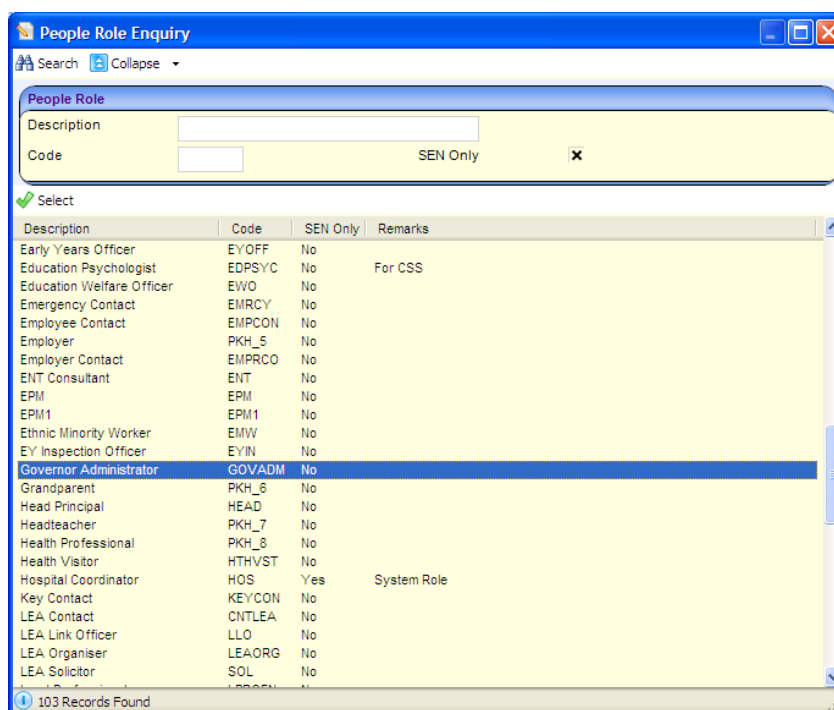 People Role Enquiry
Search Collapse
People Role
Description
Code SEN Only
Select
Description Code SEN Only Remarks
Early Years Officer EYOFF No
Education Psychologist EDPSYC No For CSS
Education Welfare Officer EWO No
Emergency Contact EMRCY No
Employee Contact EMPCON No
Employer PKH_5 No
Employer Contact EMPRCO No
ENT Consultant ENT No
EPM EPM No
EPM1 EPM1 No
Ethnic Minority Worker EMW No
EY Inspection Officer EYIN No
Governor Administrator GOVADM No
Grandparent PKH_6 No
Head Principal HEAD No
Headteacher PKH_7 No
Health Professional PKH_8 No
Health Visitor HTHVST No
Hospital Coordinator HOS Yes System Role
Key Contact KEYCON No
LEA Contact CNTLEA No
LEA Link Officer LLO No
LEA Organiser LEAORG No
LEA Solicitor SOL No
103 Records Found